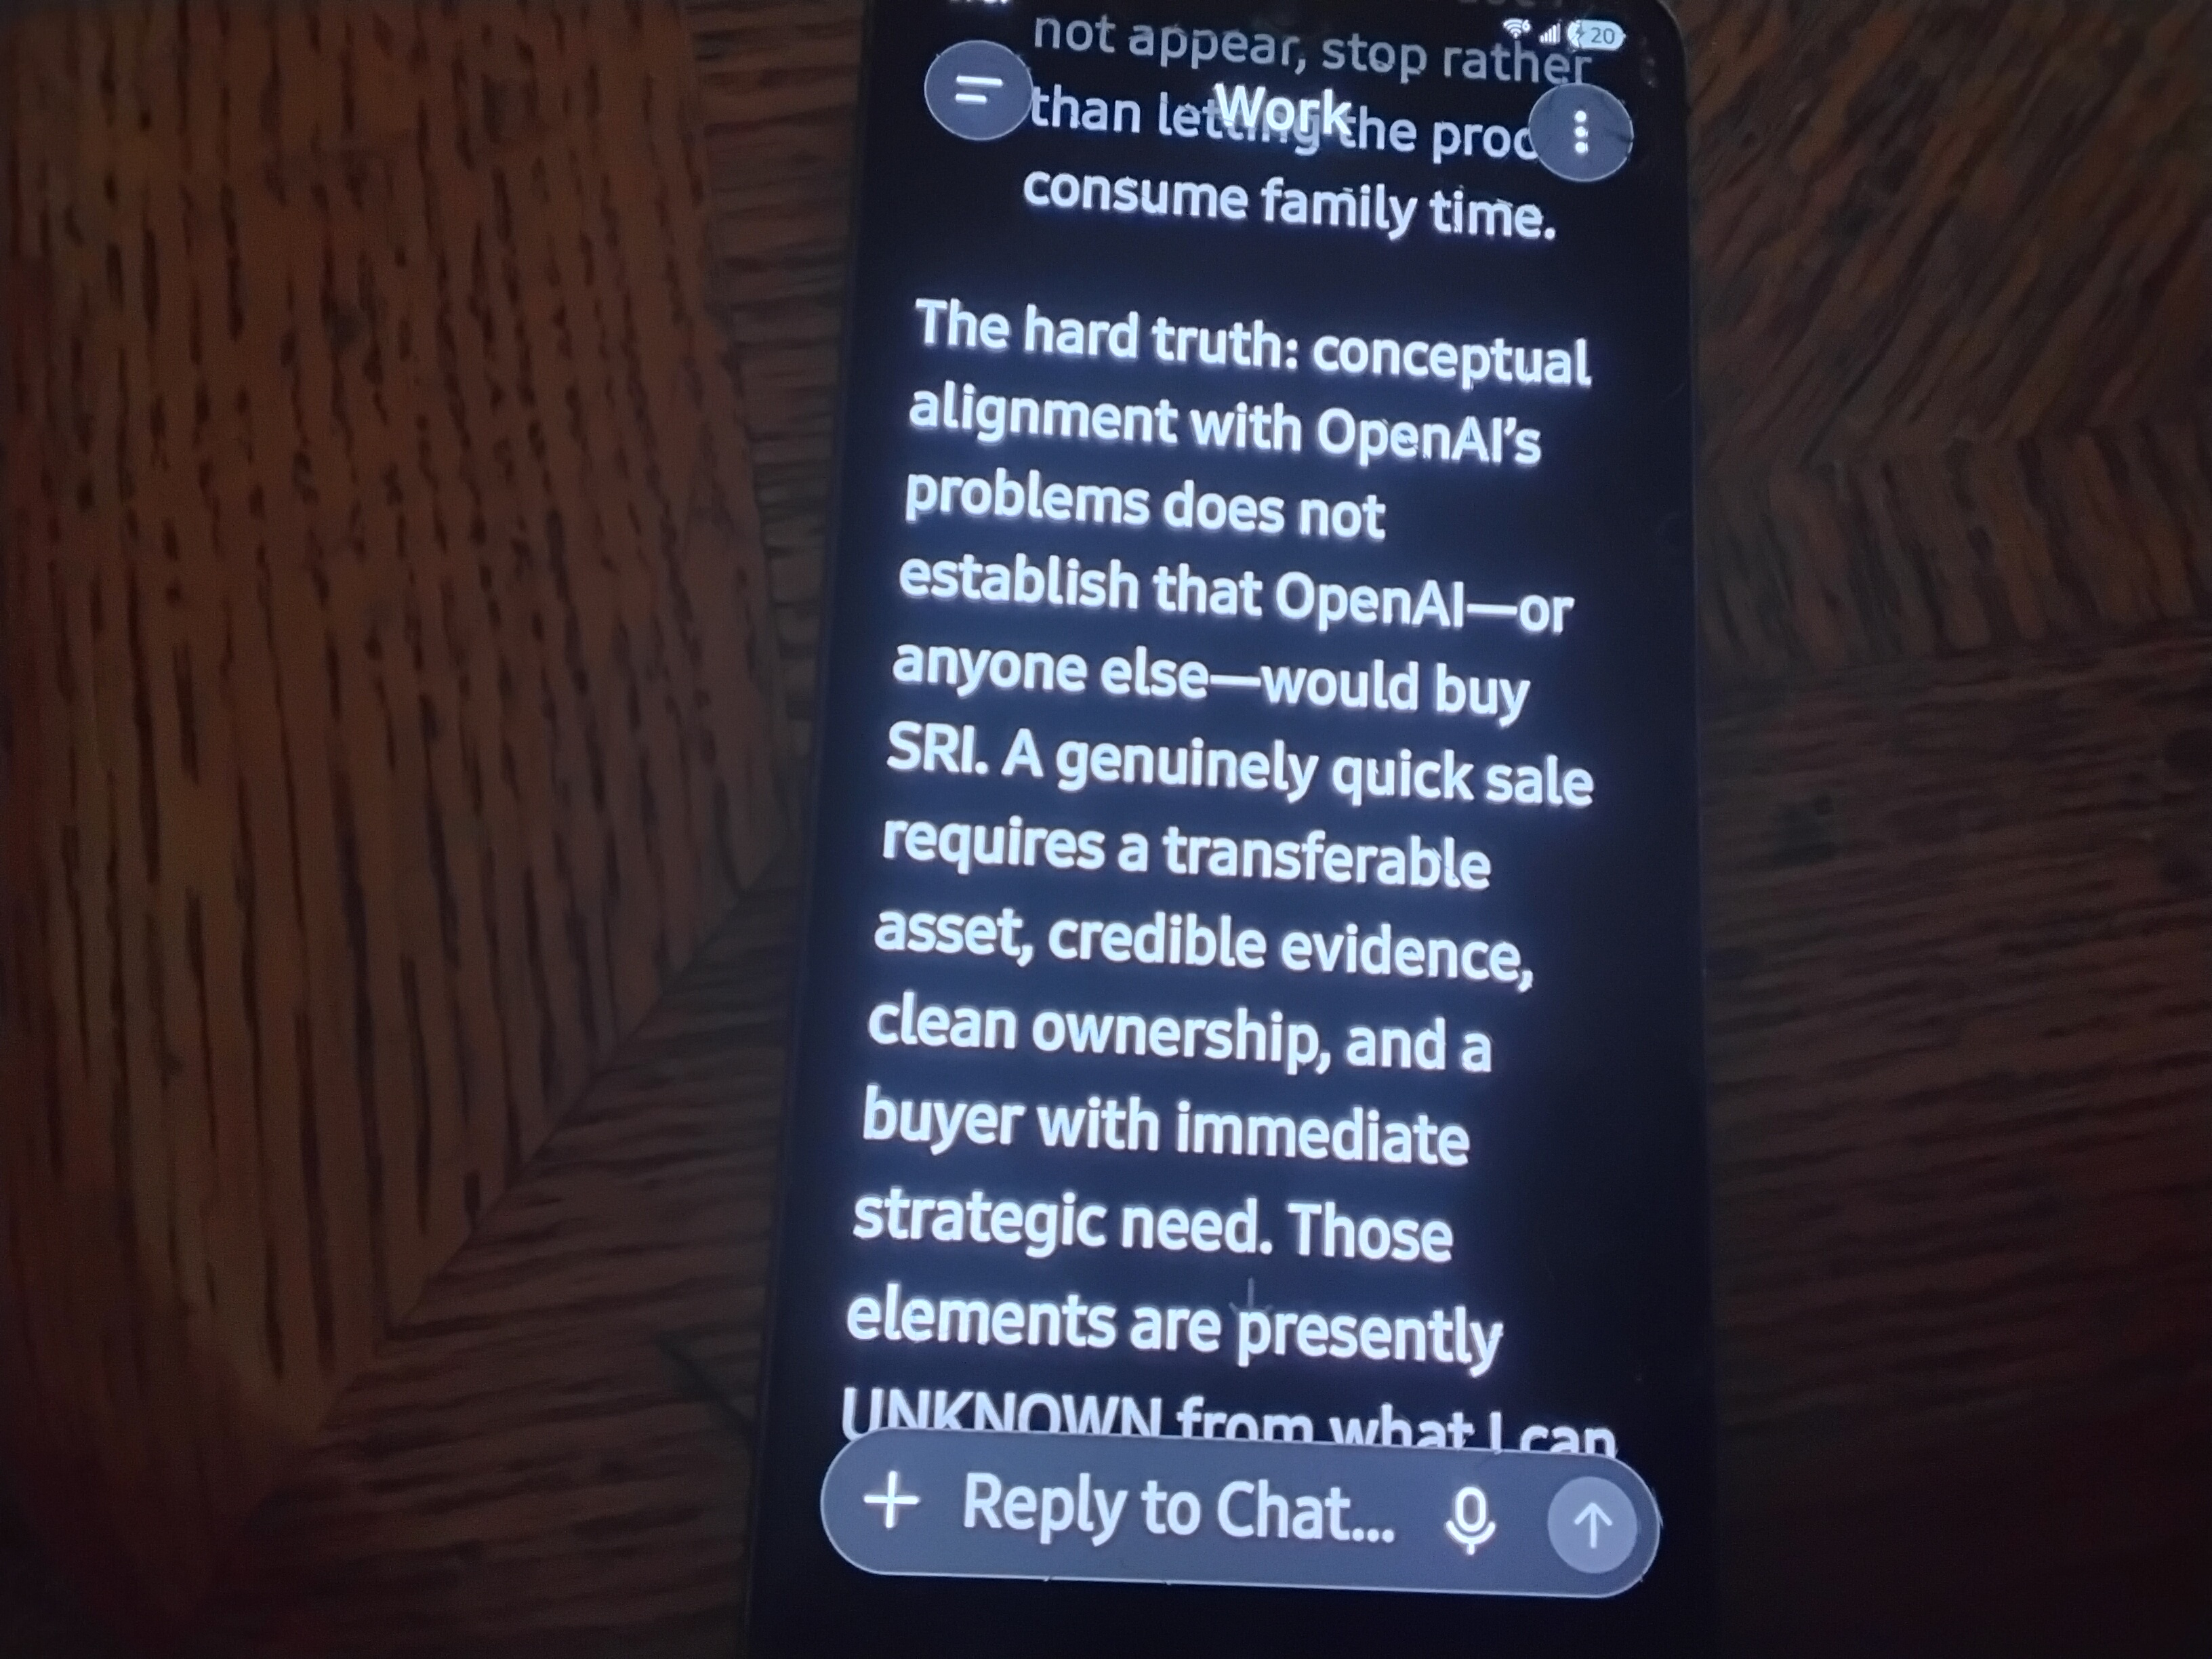 20
not appear, stop rather
Work
than letting the proc
consume family time.
The hard truth: conceptual
alignment with OpenAI's
problems does not
establish that OpenAI—or
anyone else—would buy
SRI. A genuinely quick sale
requires a transferable
asset, credible evidence,
clean ownership, and a
buyer with immediate
strategic need. Those
elements are presently
UNKNOWN from what I can
Reply to Chat...